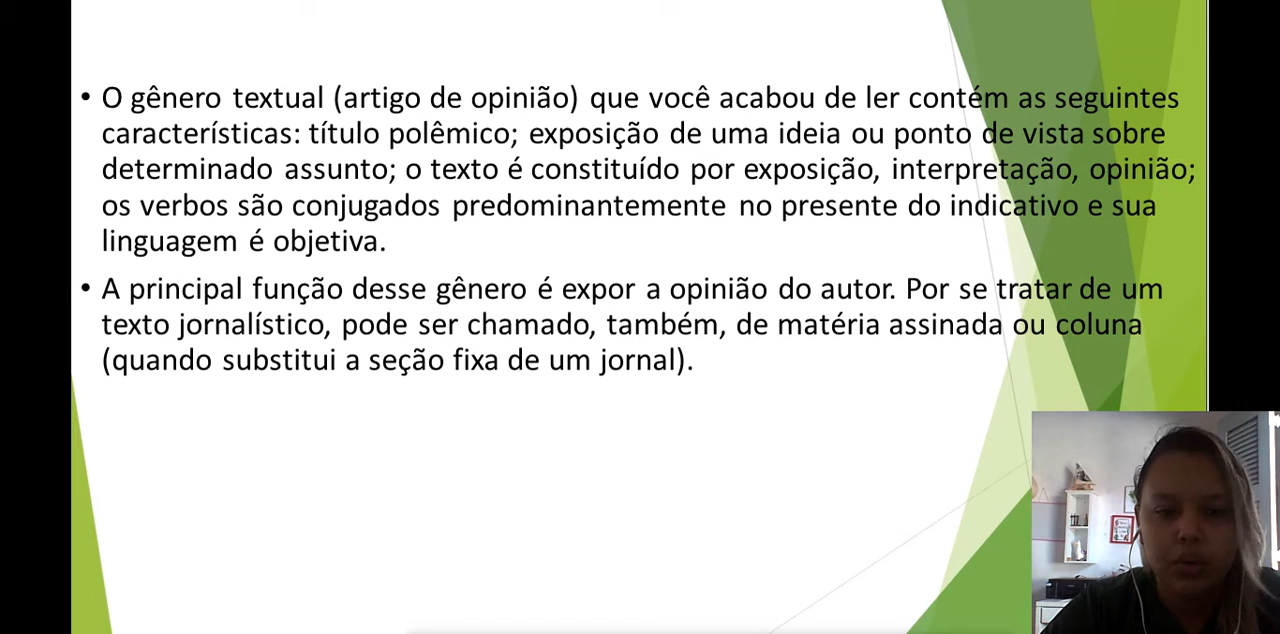 • O gênero textual (artigo de opinião) que você acabou de ler contém as seguintes
características: título polêmico; exposição de uma ideia ou ponto de vista sobre
determinado assunto; o texto é constituído por exposição, interpretação, opinião;
os verbos são conjugados predominantemente no presente do indicativo e sua
linguagem é objetiva.
• A principal função desse gênero é expor a opinião do autor. Por se tratar de um
texto jornalístico, pode ser chamado, também, de matéria assinada ou coluna
(quando substitui a seção fixa de um jornal).